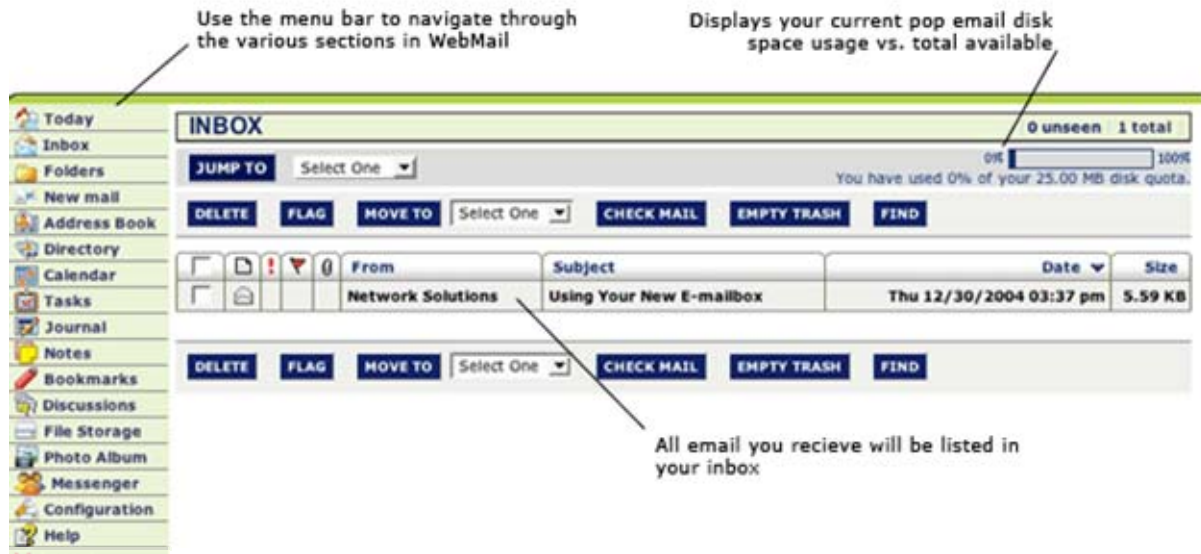 Use the menu bar to navigate through
the various sections in WebMail
Displays your current pop email disk
space usage vs. total available
Today
Inbox
Folders
New mail
Address Book
Directory
Calendar
Tasks
Journal
Notes
Bookmarks
Discussions
File Storage
Photo Album
Messenger
Configuration
Help
INBOX 0 unseen 1 total
JUMP TO Select One 0% 100%
You have used 0% of your 25.00 MB disk quota.
DELETE FLAG MOVE TO Select One CHECK MAIL EMPTY TRASH FIND
! From Subject Date Size
Network Solutions Using Your New E-mailbox Thu 12/30/2004 03:37 pm 5.59 KB
DELETE FLAG MOVE TO Select One CHECK MAIL EMPTY TRASH FIND
All email you recieve will be listed in
your inbox